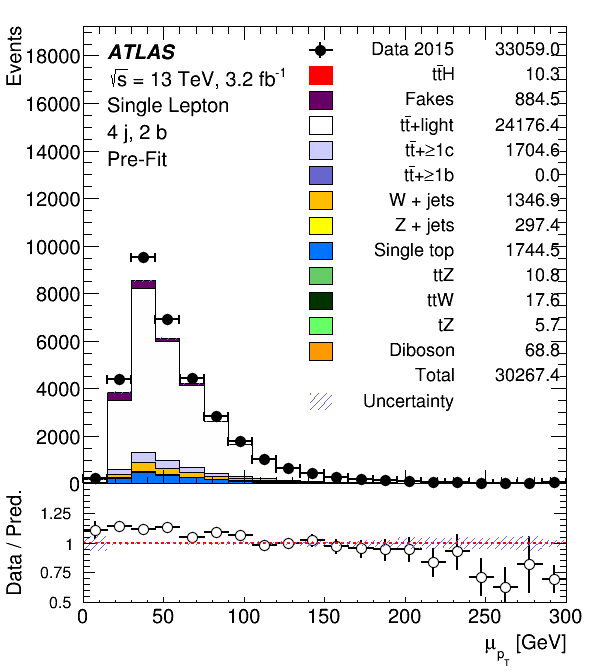 Events
18000
16000
14000
12000
10000
8000
6000
4000
2000
0
ATLAS
√s = 13 TeV, 3.2 fb⁻¹
Single Lepton
4 j, 2 b
Pre-Fit
Data 2015 33059.0
tt̄H 10.3
Fakes 884.5
tt̄+light 24176.4
tt̄+≥1c 1704.6
tt̄+≥1b 0.0
W + jets 1346.9
Z + jets 297.4
Single top 1744.5
ttZ 10.8
ttW 17.6
tZ 5.7
Diboson 68.8
Total 30267.4
Uncertainty
Data / Pred.
1.25
1
0.75
0.5
0 50 100 150 200 250 300
μ_p_T [GeV]